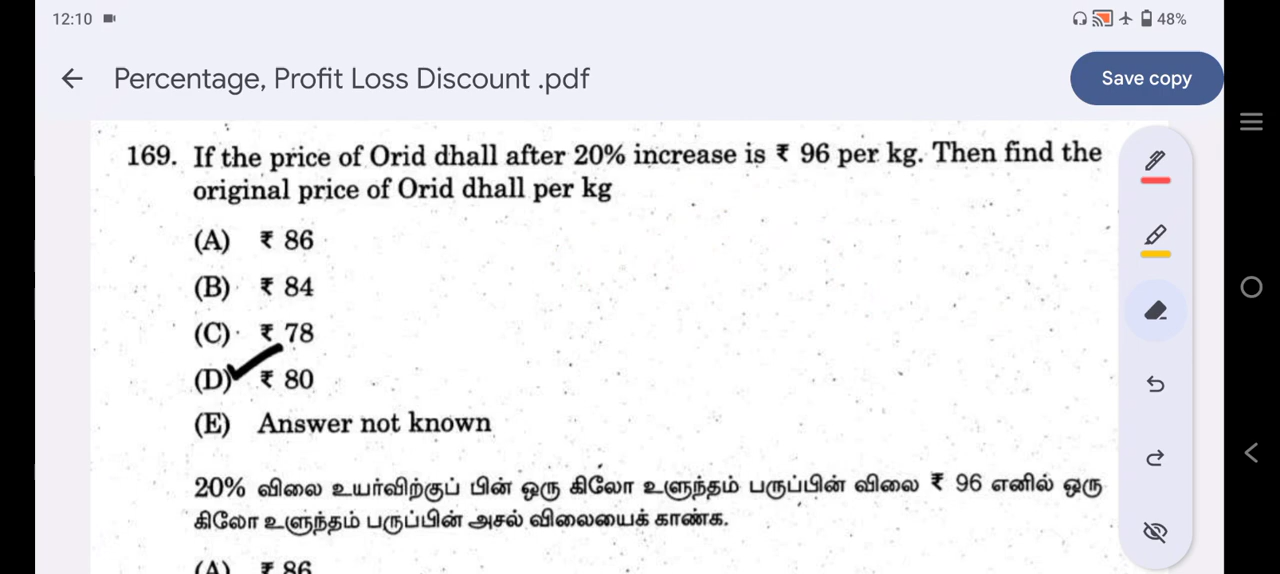 12:10
48%
Percentage, Profit Loss Discount .pdf
Save copy
169. If the price of Orid dhall after 20% increase is ₹ 96 per kg. Then find the
original price of Orid dhall per kg
(A) ₹ 86
(B) ₹ 84
(C) ₹ 78
(D) ₹ 80
(E) Answer not known
20% விலை உயர்விற்குப் பின் ஒரு கிலோ உளுந்தம் பருப்பின் விலை ₹ 96 எனில் ஒரு
கிலோ உளுந்தம் பருப்பின் அசல் விலையைக் காண்க.
(A) ₹ 86